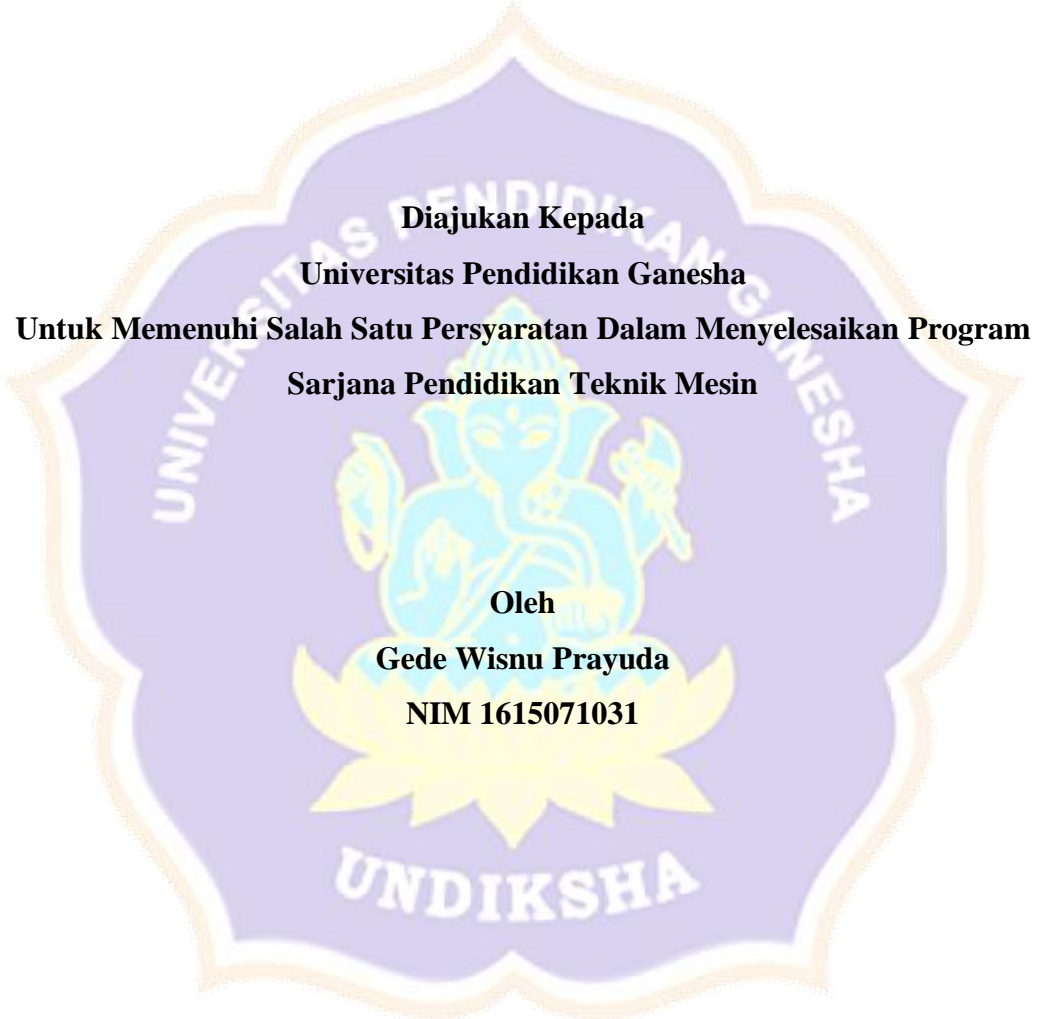 UNIVERSITAS PENDIDIKAN GANESHA
Diajukan Kepada
Universitas Pendidikan Ganesha
Untuk Memenuhi Salah Satu Persyaratan Dalam Menyelesaikan Program
Sarjana Pendidikan Teknik Mesin
Oleh
Gede Wisnu Prayuda
NIM 1615071031
UNDIKSHA